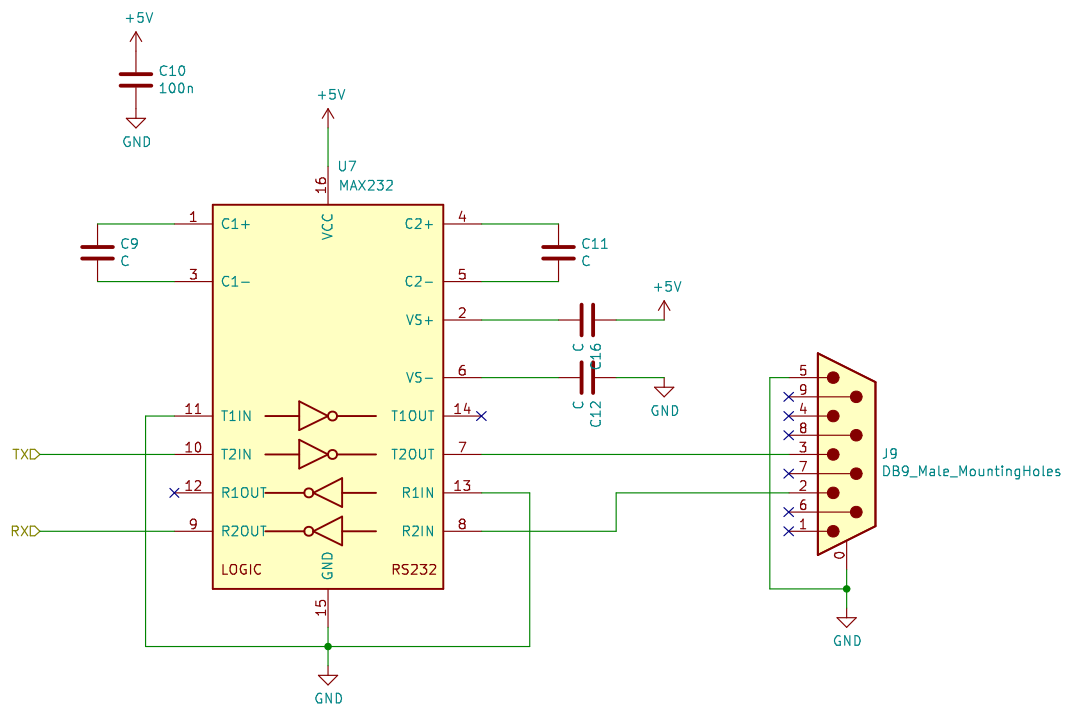 +5V
C10
100n
GND
+5V
U7
MAX232
16
VCC
1
C1+
C2+
4
C9
C
C11
C
3
C1-
C2-
5
+5V
VS+
2
C
C16
VS-
6
C
C12
GND
11
T1IN
T1OUT
14
TXD
10
T2IN
T2OUT
7
12
R1OUT
R1IN
13
RXD
9
R2OUT
R2IN
8
GND
LOGIC
RS232
15
GND
5
9
4
8
3
7
2
6
1
0
J9
DB9_Male_MountingHoles
GND